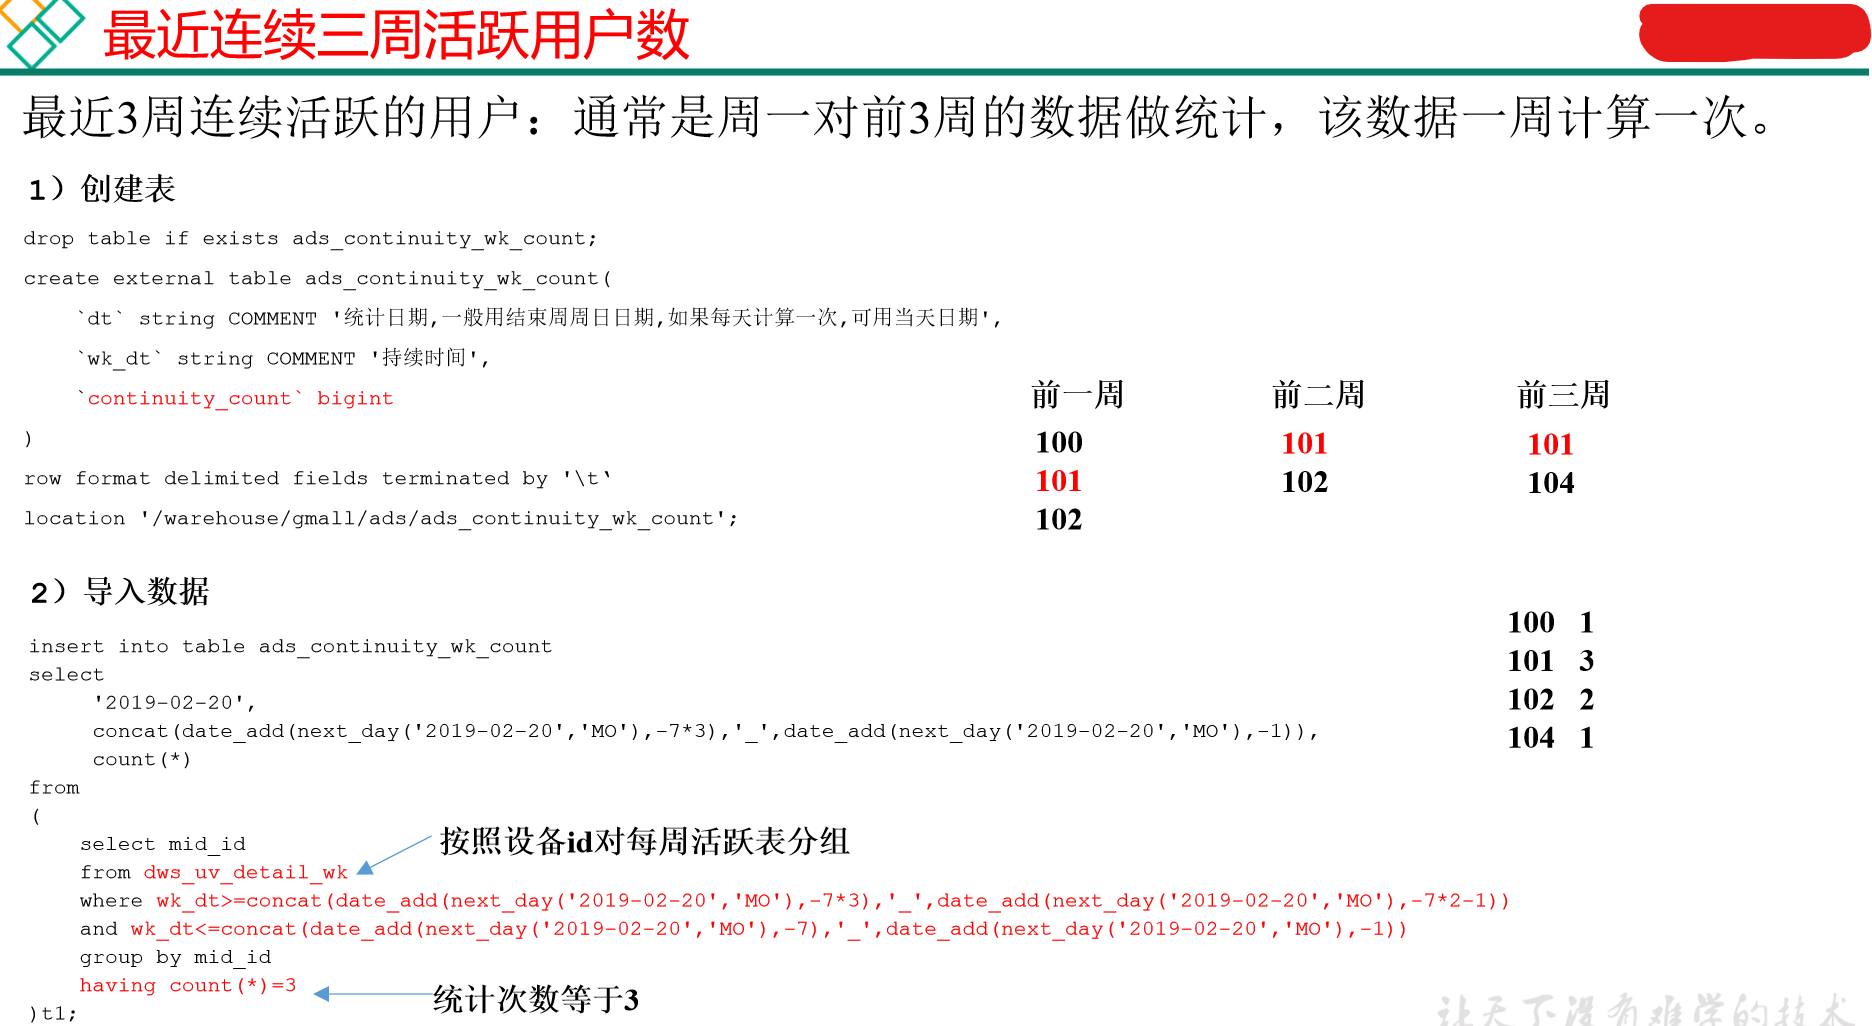 最近连续三周活跃用户数
最近3周连续活跃的用户：通常是周一对前3周的数据做统计，该数据一周计算一次。
1）创建表
drop table if exists ads_continuity_wk_count;
create external table ads_continuity_wk_count(
`dt` string COMMENT '统计日期,一般用结束周周日日期,如果每天计算一次,可用当天日期',
`wk_dt` string COMMENT '持续时间',
`continuity_count` bigint
)
row format delimited fields terminated by '\t‘
location '/warehouse/gmall/ads/ads_continuity_wk_count';
前一周 前二周 前三周
100 101 101
101 102 104
102
2）导入数据
insert into table ads_continuity_wk_count
select
'2019-02-20',
concat(date_add(next_day('2019-02-20','MO'),-7*3),'_',date_add(next_day('2019-02-20','MO'),-1)),
count(*)
from
(
select mid_id
from dws_uv_detail_wk
where wk_dt>=concat(date_add(next_day('2019-02-20','MO'),-7*3),'_',date_add(next_day('2019-02-20','MO'),-7*2-1))
and wk_dt<=concat(date_add(next_day('2019-02-20','MO'),-7),'_',date_add(next_day('2019-02-20','MO'),-1))
group by mid_id
having count(*)=3
)t1;
100 1
101 3
102 2
104 1
按照设备id对每周活跃表分组
统计次数等于3
让天下没有难学的技术